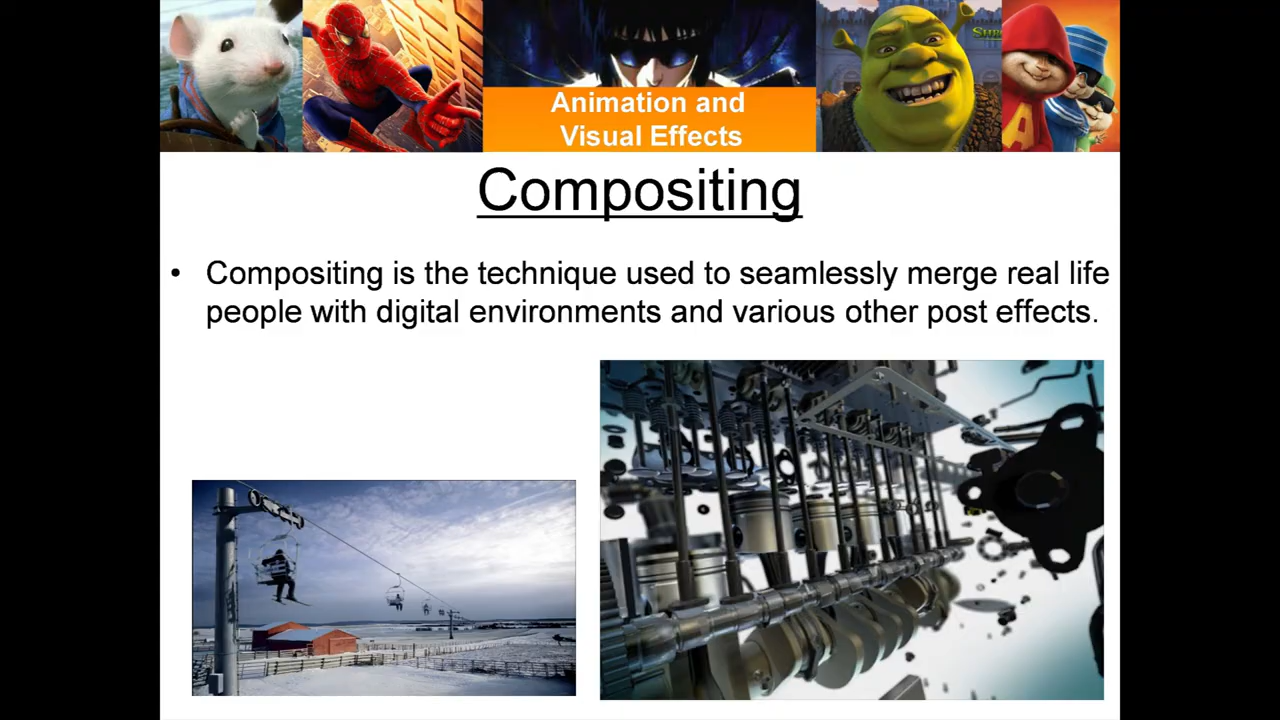 Animation and
Visual Effects
Compositing
• Compositing is the technique used to seamlessly merge real life
people with digital environments and various other post effects.